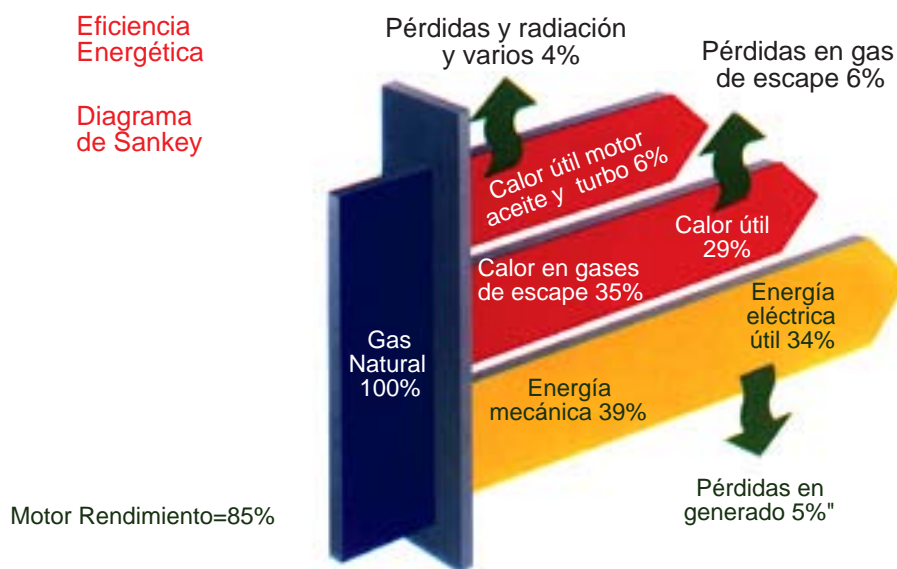 Eficiencia
Energética
Diagrama
de Sankey
Pérdidas y radiación
y varios 4%
Pérdidas en gas
de escape 6%
Calor útil motor
aceite y turbo 6%
Calor útil
29%
Calor en gases
de escape 35%
Gas
Natural
100%
Energía
eléctrica
útil 34%
Energía
mecánica 39%
Pérdidas en
generado 5%"
Motor Rendimiento=85%